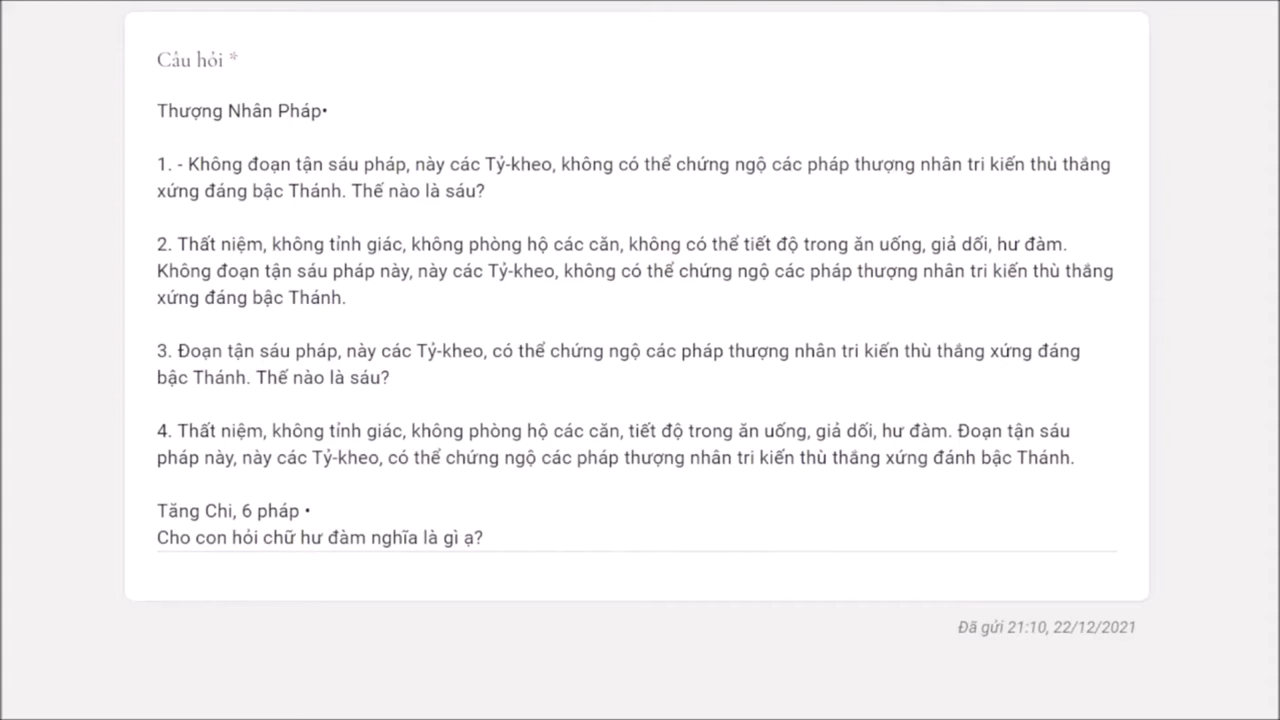 Câu hỏi *
Thượng Nhân Pháp•
1. - Không đoạn tận sáu pháp, này các Tỷ-kheo, không có thể chứng ngộ các pháp thượng nhân tri kiến thù thắng
xứng đáng bậc Thánh. Thế nào là sáu?
2. Thất niệm, không tỉnh giác, không phòng hộ các căn, không có thể tiết độ trong ăn uống, giả dối, hư đàm.
Không đoạn tận sáu pháp này, này các Tỷ-kheo, không có thể chứng ngộ các pháp thượng nhân tri kiến thù thắng
xứng đáng bậc Thánh.
3. Đoạn tận sáu pháp, này các Tỷ-kheo, có thể chứng ngộ các pháp thượng nhân tri kiến thù thắng xứng đáng
bậc Thánh. Thế nào là sáu?
4. Thất niệm, không tỉnh giác, không phòng hộ các căn, tiết độ trong ăn uống, giả dối, hư đàm. Đoạn tận sáu
pháp này, này các Tỷ-kheo, có thể chứng ngộ các pháp thượng nhân tri kiến thù thắng xứng đánh bậc Thánh.
Tăng Chi, 6 pháp •
Cho con hỏi chữ hư đàm nghĩa là gì ạ?
Đã gửi 21:10, 22/12/2021